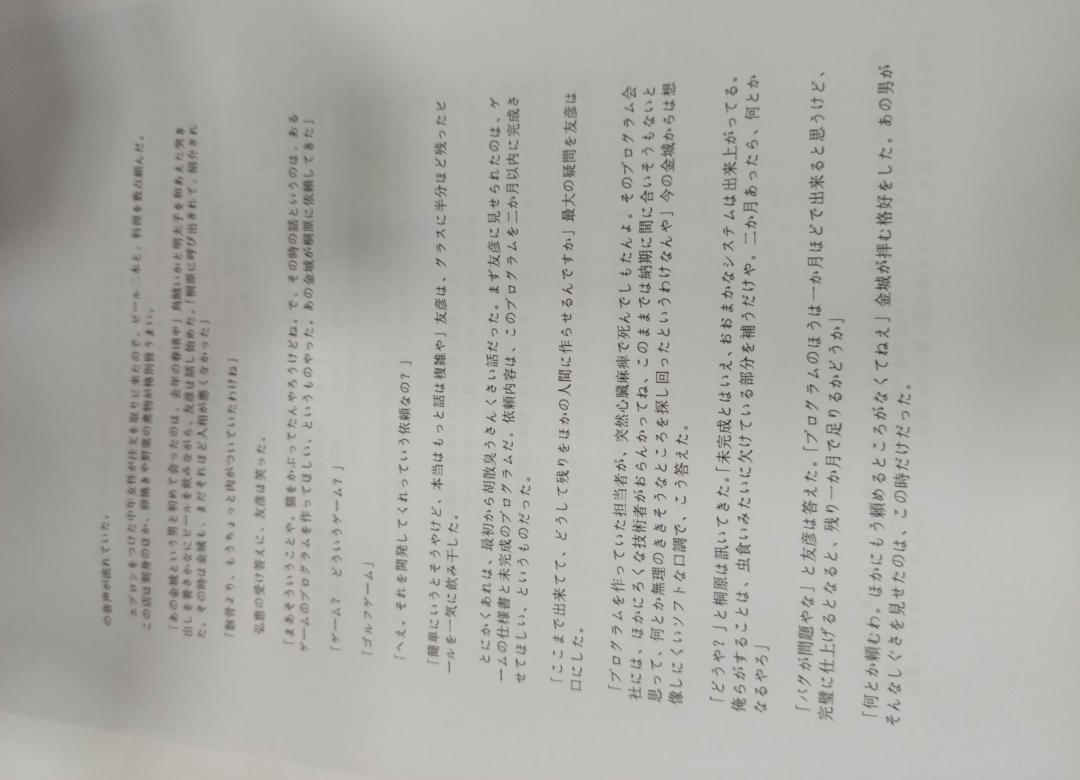 の音声が流れていた。
エプロンをつけた中年女性が注文を取りに来たので、ビール二本と、料理を数点頼んだ。
この店は刺身のほか、卵焼きや野菜の煮物が格別旨うまい。
「あの金城という男と初めて会ったのは、去年の春頃や」鳥賊いかと明太子を和あえた突き
出しを肴さかなにビールを飲みながら、友彦は話し始めた。「桐原に呼び出されて、紹介され
た。その時は金城も、まだそれほど人相が悪くなかった」
「骸骨より、もうちょっと肉がついていたわけね」
弘恵の受け答えに、友彦は笑った。
「まあそういうことや。猫をかぶってたんやろうけどね。で、その時の話というのは、ある
ゲームのプログラムを作ってほしい、というものやった。あの金城が桐原に依頼してきた」
「ゲーム？ どういうゲーム？」
「ゴルフゲーム」
「へえ。それを開発してくれっていう依頼なの？」
「簡単にいうとそうやけど、本当はもっと話は複雑や」友彦は、グラスに半分ほど残ったビ
ールを一気に飲み干した。
とにかくあれは、最初から胡散臭うさんくさい話だった。まず友彦に見せられたのは、ゲ
ームの仕様書と未完成のプログラムだ。依頼内容は、このプログラムを二か月以内に完成さ
せてほしい、というものだった。
「ここまで出来てて、どうして残りをほかの人間に作らせるんですか」最大の疑問を友彦は
口にした。
「プログラムを作っていた担当者が、突然心臓麻痺で死んでしもたんよ。そのプログラム会
社には、ほかにろくな技術者がおらんかってね、このままでは納期に間に合いそうもないと
思って、何とか無理のききそうなところを探し回ったというわけなんや」今の金城からは想
像しにくいソフトな口調で、こう答えた。
「どうや？」と桐原は訊いてきた。「未完成とはいえ、おおまかなシステムは出来上がってる。
俺らがすることは、虫食いみたいに欠けている部分を補うだけや。二か月あったら、何とか
なるやろ」
「バグが問題やな」と友彦は答えた。「プログラムのほうは一か月ほどで出来ると思うけど、
完璧に仕上げるとなると、残り一か月で足りるかどうか」
「何とか頼むわ。ほかにもう頼めるところがなくてねえ」金城が拝む格好をした。あの男が
そんなしぐさを見せたのは、この時だけだった。